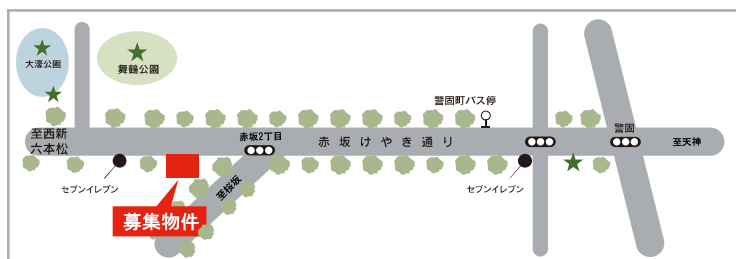 大濠公園
舞鶴公園
警固町バス停
至西新
六本松
赤坂2丁目
赤坂けやき通り
警固
至天神
セブンイレブン
至桜坂
セブンイレブン
募集物件